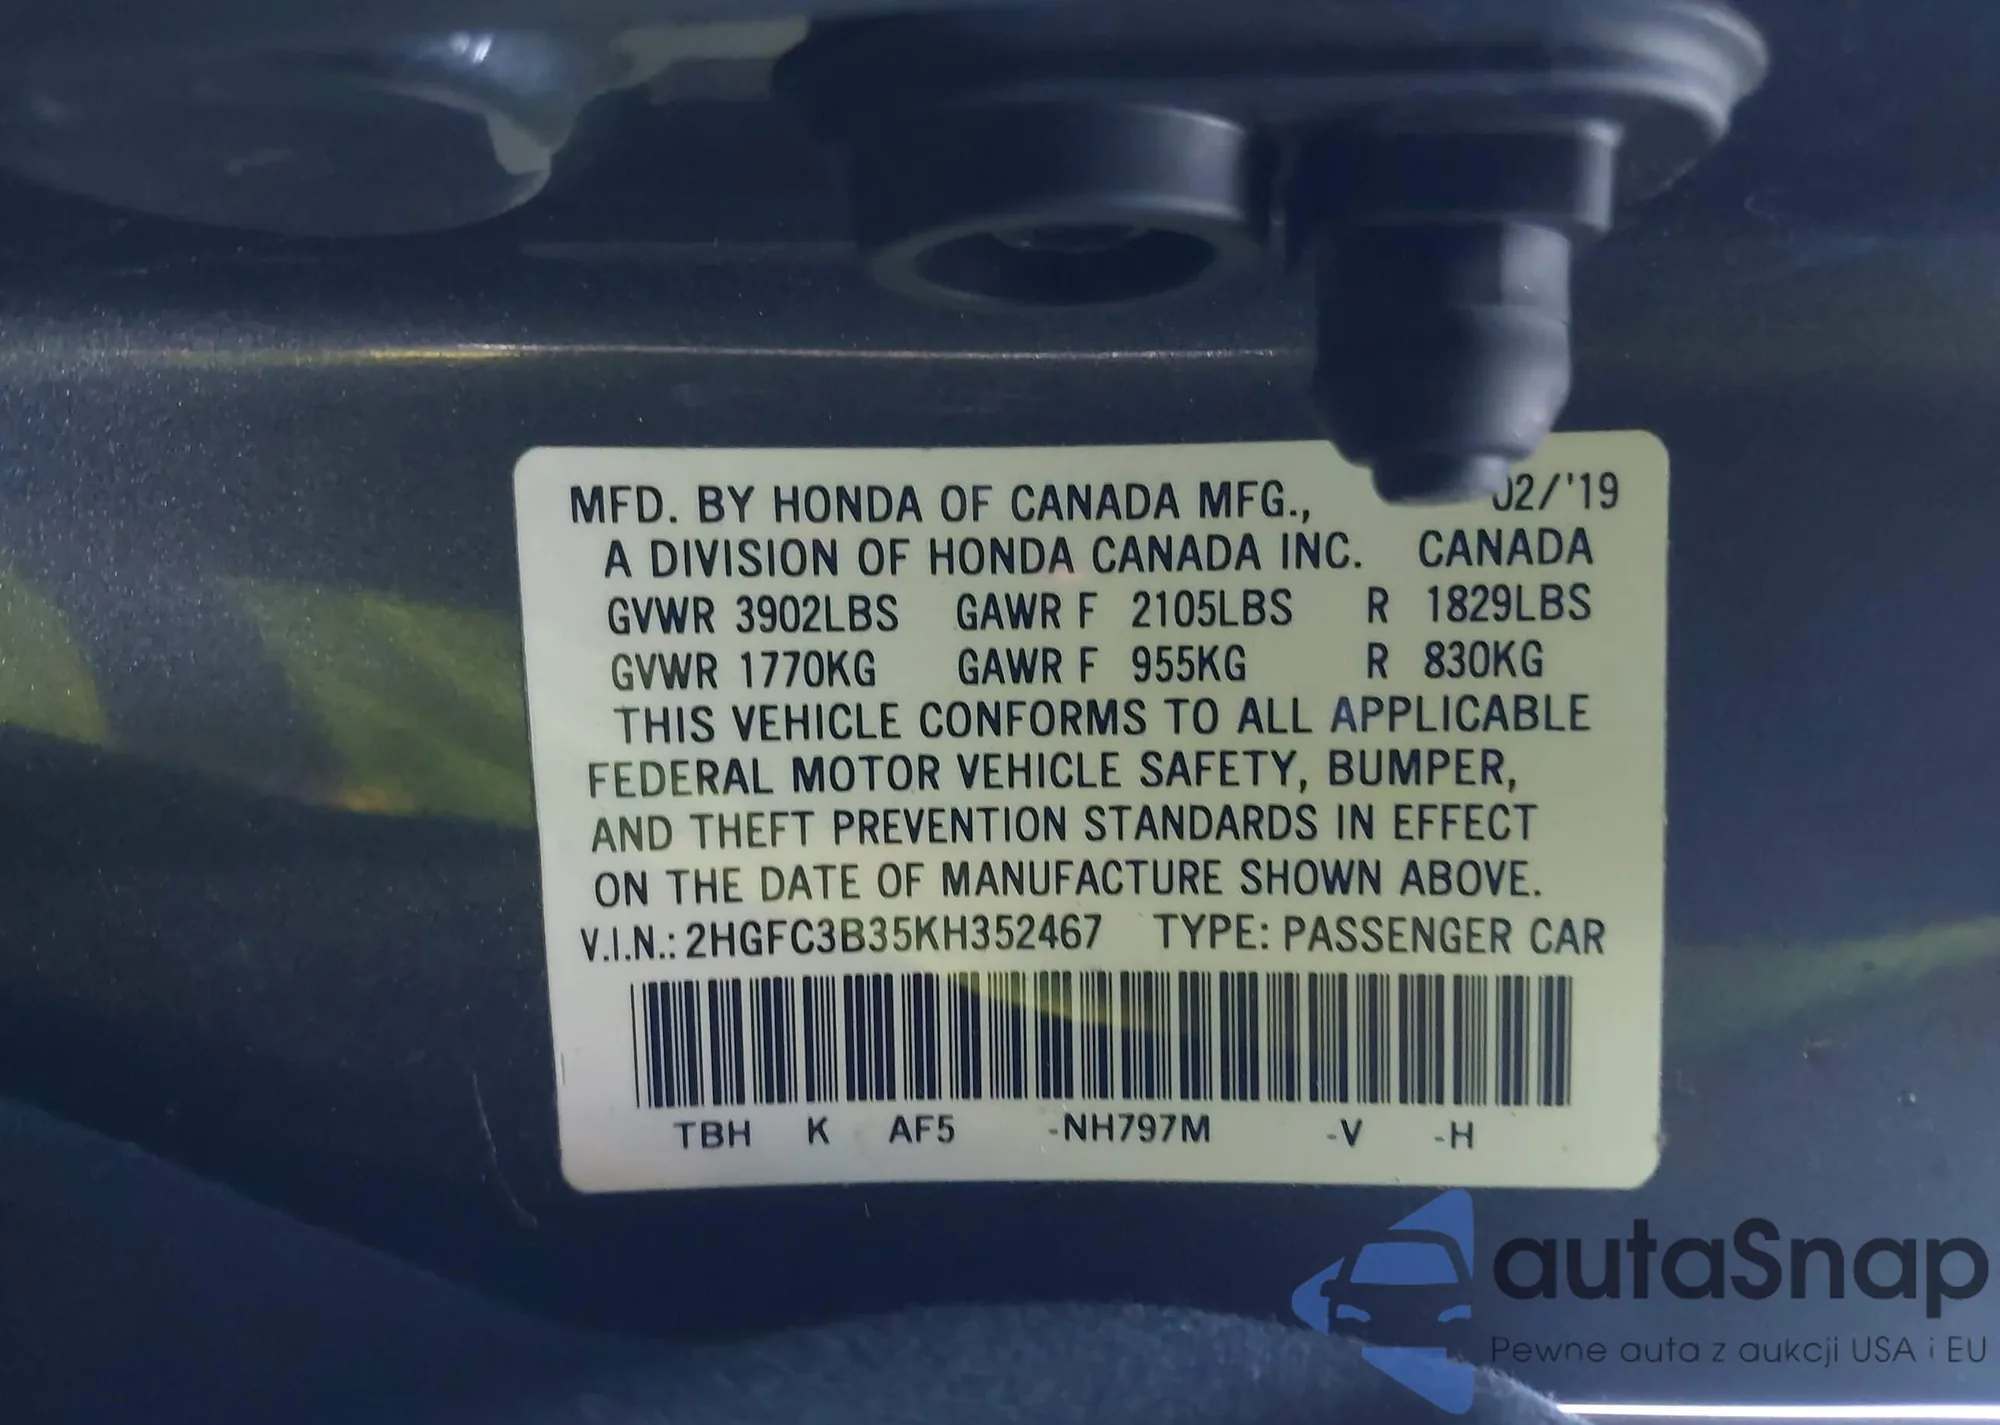 MFD. BY HONDA OF CANADA MFG., 02/'19
A DIVISION OF HONDA CANADA INC. CANADA
GVWR 3902LBS GAWR F 2105LBS R 1829LBS
GVWR 1770KG GAWR F 955KG R 830KG
THIS VEHICLE CONFORMS TO ALL APPLICABLE
FEDERAL MOTOR VEHICLE SAFETY, BUMPER,
AND THEFT PREVENTION STANDARDS IN EFFECT
ON THE DATE OF MANUFACTURE SHOWN ABOVE.
V.I.N.: 2HGFC3B35KH352467 TYPE: PASSENGER CAR
TBH K AF5 -NH797M -V -H
autaSnap
Pewne auta z aukcji USA i EU